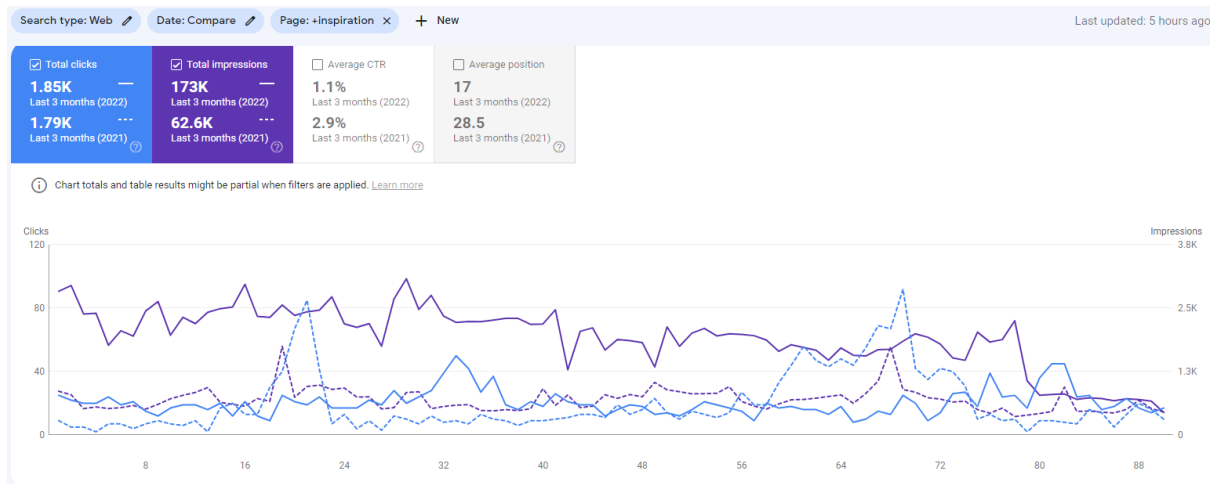 Search type: Web Date: Compare Page: +inspiration × + New Last updated: 5 hours ago
Total clicks
1.85K
Last 3 months (2022)
1.79K
Last 3 months (2021)
Total impressions
173K
Last 3 months (2022)
62.6K
Last 3 months (2021)
Average CTR
1.1%
Last 3 months (2022)
2.9%
Last 3 months (2021)
Average position
17
Last 3 months (2022)
28.5
Last 3 months (2021)
Chart totals and table results might be partial when filters are applied. Learn more
Clicks Impressions
120 3.8K
80 2.5K
40 1.3K
0 0
8 16 24 32 40 48 56 64 72 80 88